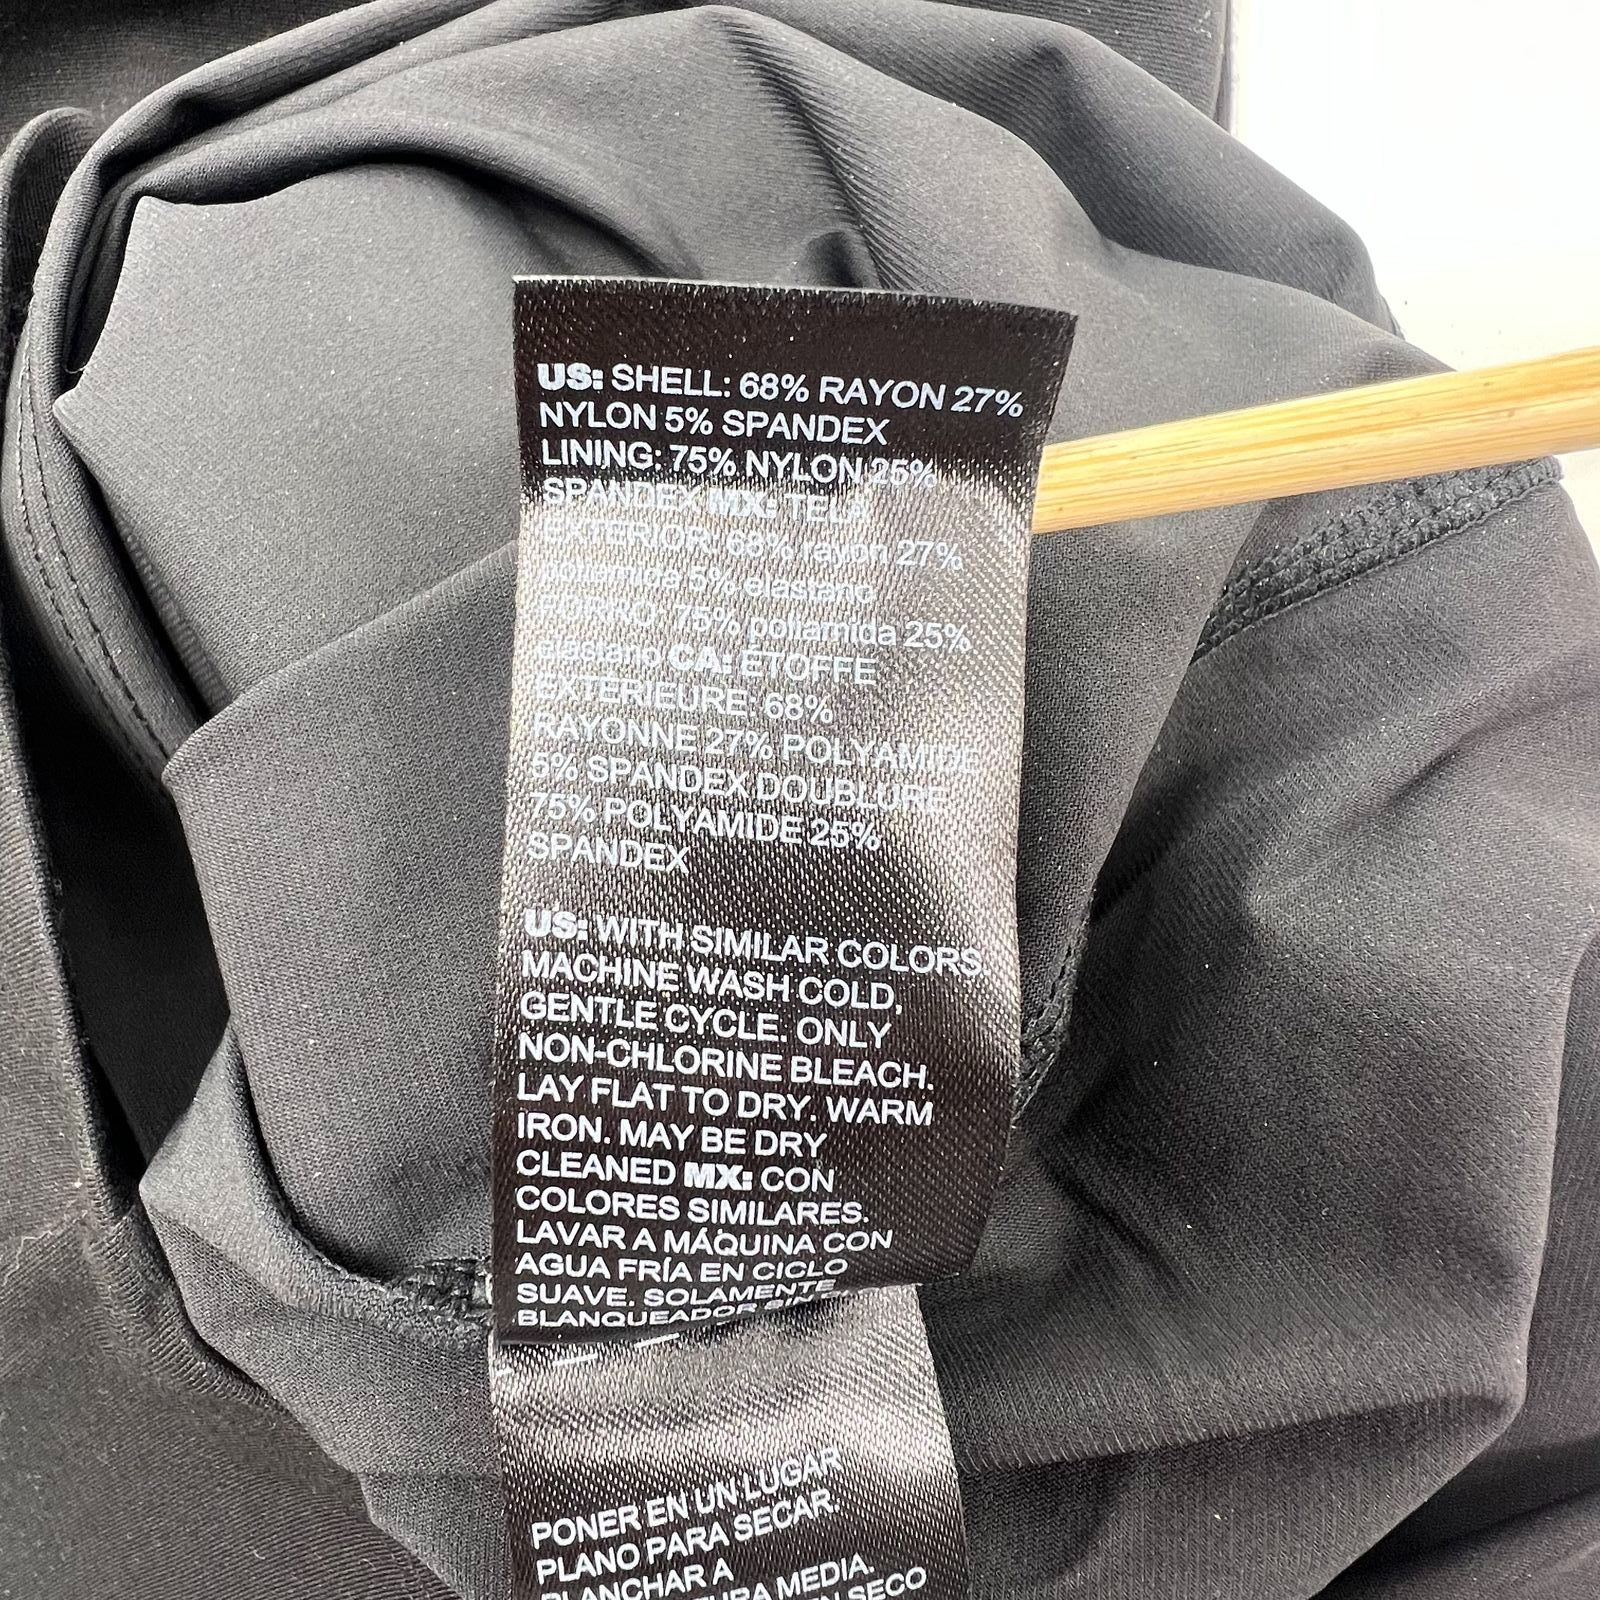 US: SHELL: 68% RAYON 27%
NYLON 5% SPANDEX
LINING: 75% NYLON 25%
SPANDEX MX: TELA
EXTERIOR: 68% rayon 27%
poliamida 5% elastano
FORRO: 75% poliamida 25%
elastano CA: ETOFFE
EXTERIEURE: 68%
RAYONNE 27% POLYAMIDE
5% SPANDEX DOUBLURE:
75% POLYAMIDE 25%
SPANDEX
US: WITH SIMILAR COLORS.
MACHINE WASH COLD,
GENTLE CYCLE. ONLY
NON-CHLORINE BLEACH.
LAY FLAT TO DRY. WARM
IRON. MAY BE DRY
CLEANED MX: CON
COLORES SIMILARES.
LAVAR A MÁQUINA CON
AGUA FRÍA EN CICLO
SUAVE. SOLAMENTE
BLANQUEADOR SIN
PONER EN UN LUGAR
PLANO PARA SECAR.
PLANCHAR A
MEDIA.
SECO